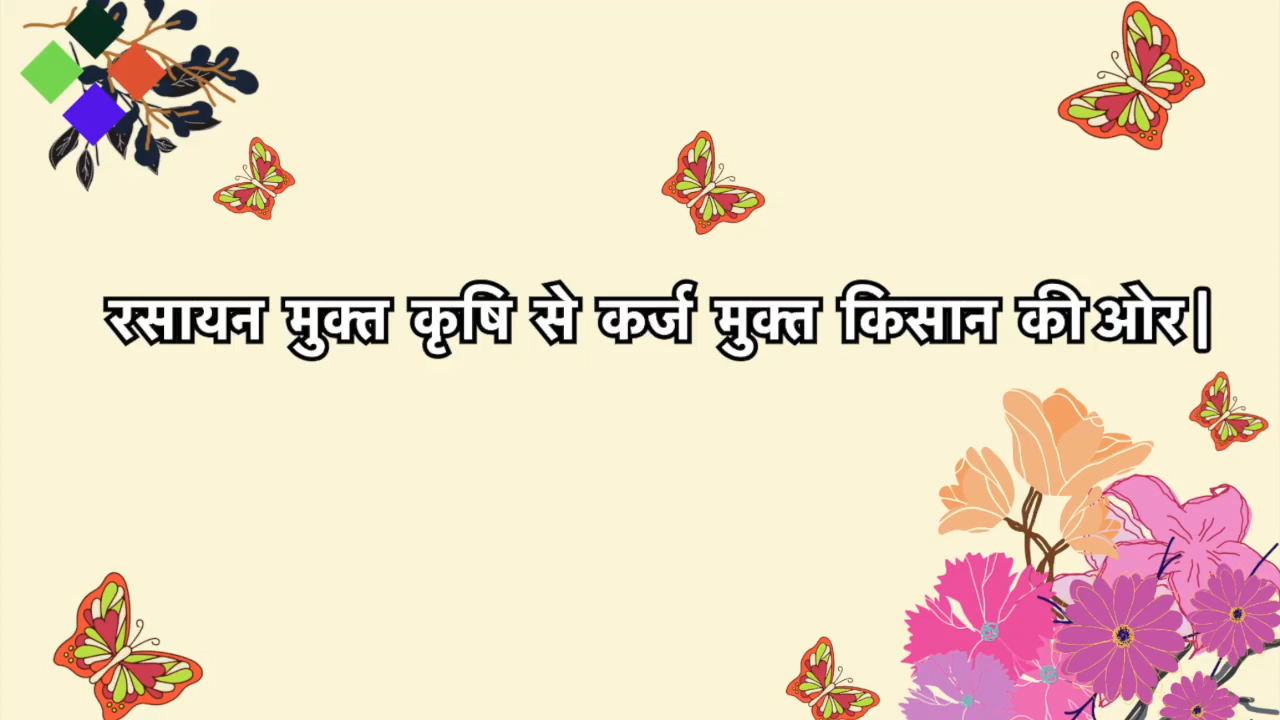 रसायन मुक्त कृषि से कर्ज मुक्त किसान की ओर|